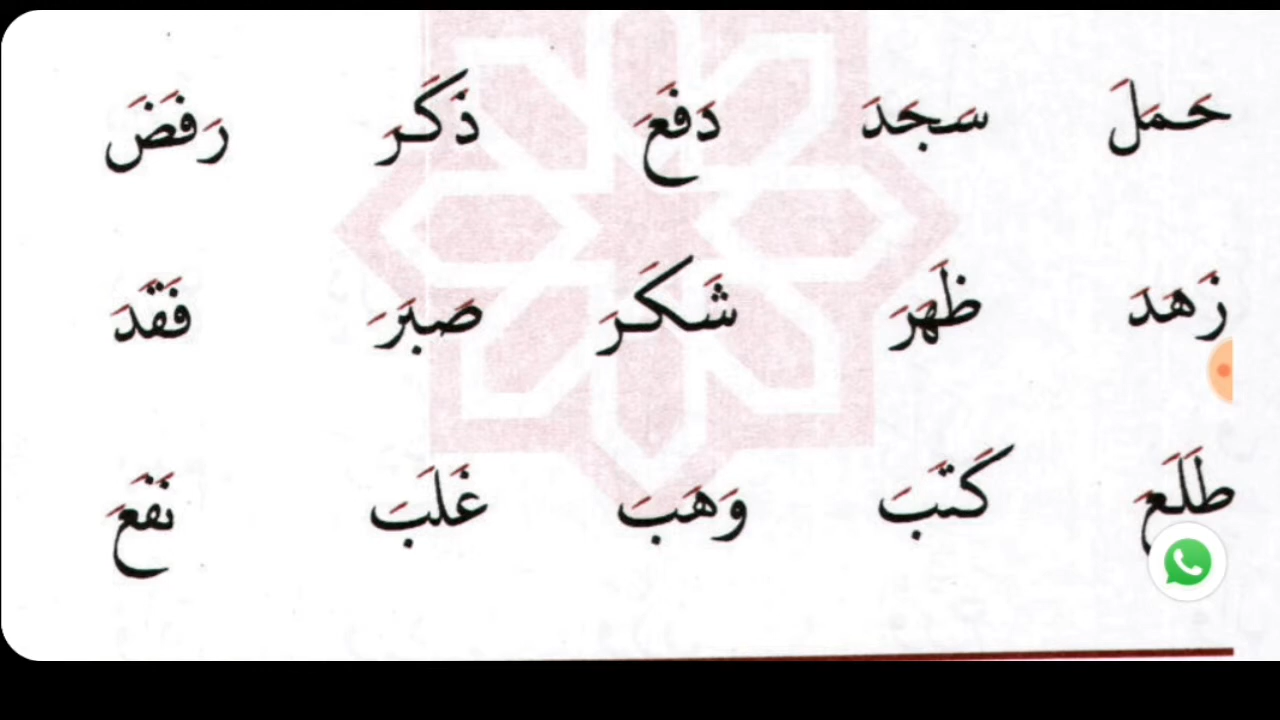 حَمَلَ سَجَدَ دَفَعَ ذَكَرَ رَفَضَ
زَهَدَ ظَهَرَ شَكَرَ صَبَرَ فَقَدَ
طَلَعَ كَتَبَ وَهَبَ غَلَبَ نَفَعَ